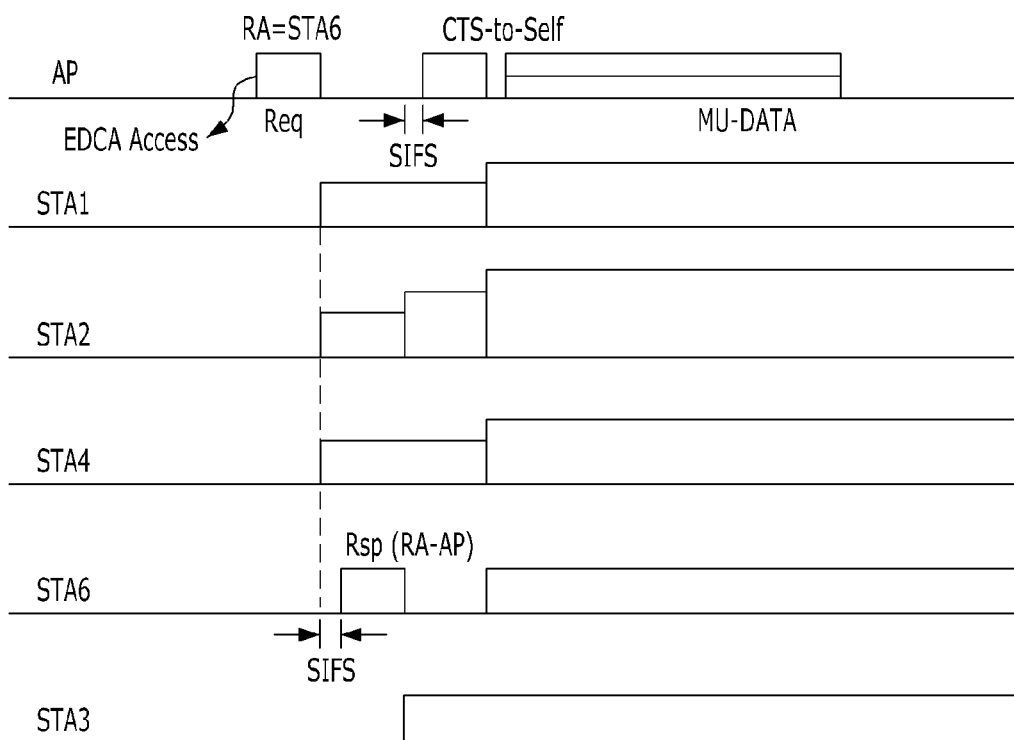 RA=STA6
CTS-to-Self
AP
EDCA Access
Req
SIFS
MU-DATA
STA1
STA2
STA4
Rsp (RA-AP)
STA6
SIFS
STA3